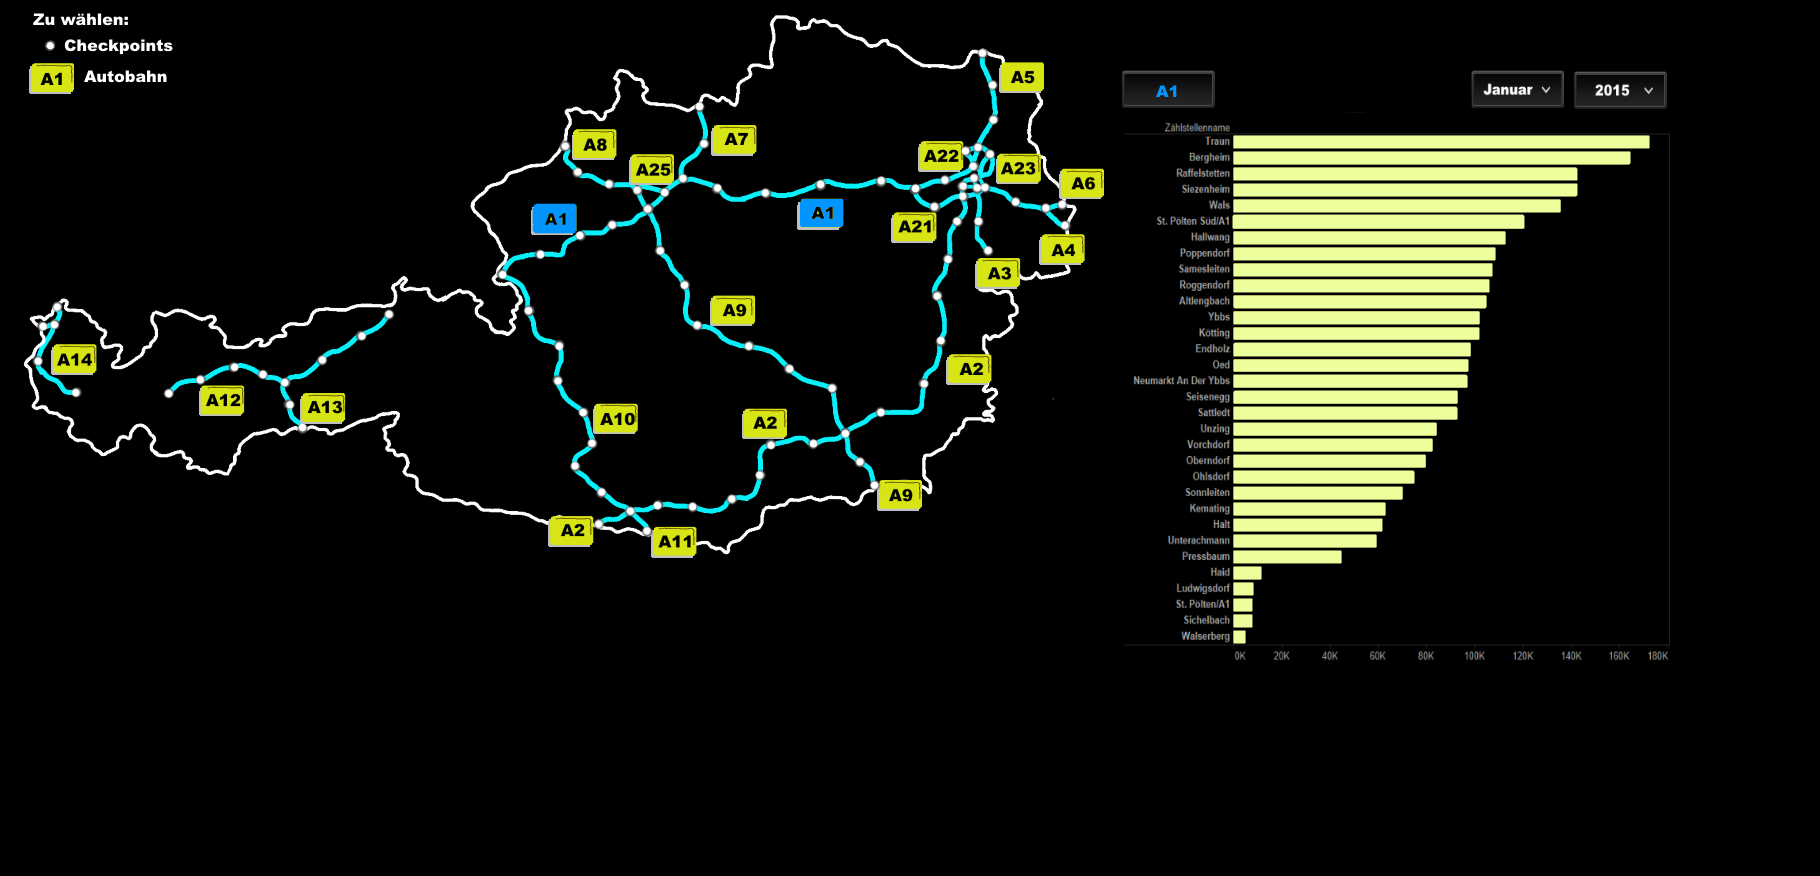 Zu wählen:
Checkpoints
A1 Autobahn
A5
A7
A8
A22
A25
A23
A6
A1
A1
A21
A4
A3
A9
A14
A2
A12
A13
A10
A2
A9
A2
A11
A1
Januar
2015
Zählstellenname
Traun
Bergheim
Raffelstetten
Siezenheim
Wals
St. Pölten Süd/A1
Hallwang
Poppendorf
Samesleiten
Roggendorf
Altlengbach
Ybbs
Kötting
Endholz
Oed
Neumarkt An Der Ybbs
Seisenegg
Sattledt
Unzing
Vorchdorf
Oberndorf
Ohlsdorf
Sonnleiten
Kemating
Halt
Unterachmann
Pressbaum
Haid
Ludwigsdorf
St. Pölten/A1
Sichelbach
Walserberg
0K 20K 40K 60K 80K 100K 120K 140K 160K 180K